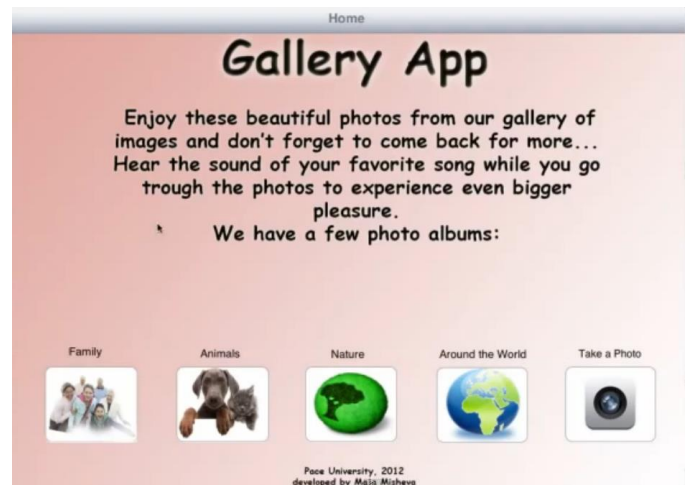 Home
Gallery App
Enjoy these beautiful photos from our gallery of
images and don't forget to come back for more...
Hear the sound of your favorite song while you go
trough the photos to experience even bigger
pleasure.
We have a few photo albums:
Family Animals Nature Around the World Take a Photo
Pace University, 2012
developed by Maja Misheva